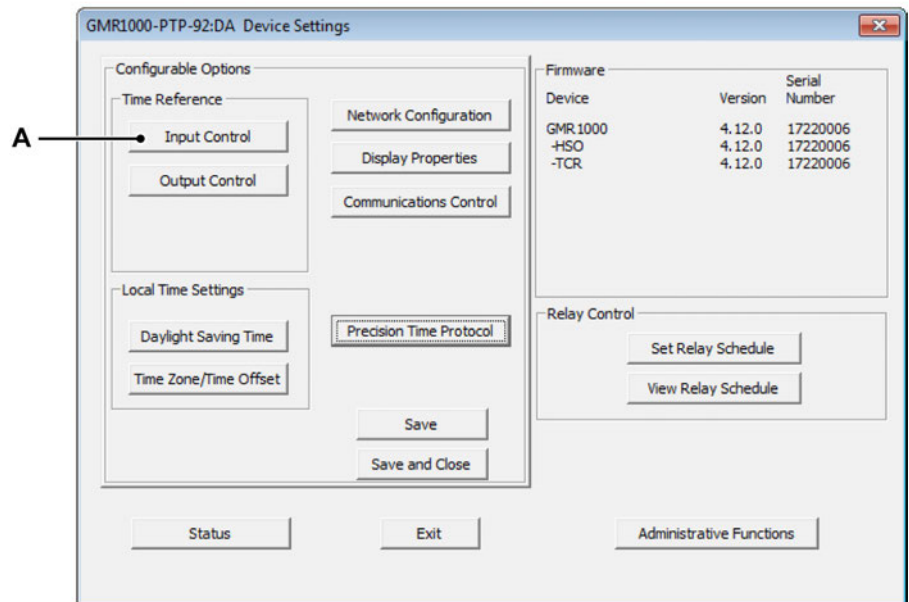 GMR1000-PTP-92:DA Device Settings
Configurable Options
Time Reference
A
Input Control
Output Control
Network Configuration
Display Properties
Communications Control
Local Time Settings
Daylight Saving Time
Time Zone/Time Offset
Precision Time Protocol
Save
Save and Close
Firmware
Device Version Serial Number
GMR1000 4.12.0 17220006
-HSO 4.12.0 17220006
-TCR 4.12.0 17220006
Relay Control
Set Relay Schedule
View Relay Schedule
Status
Exit
Administrative Functions